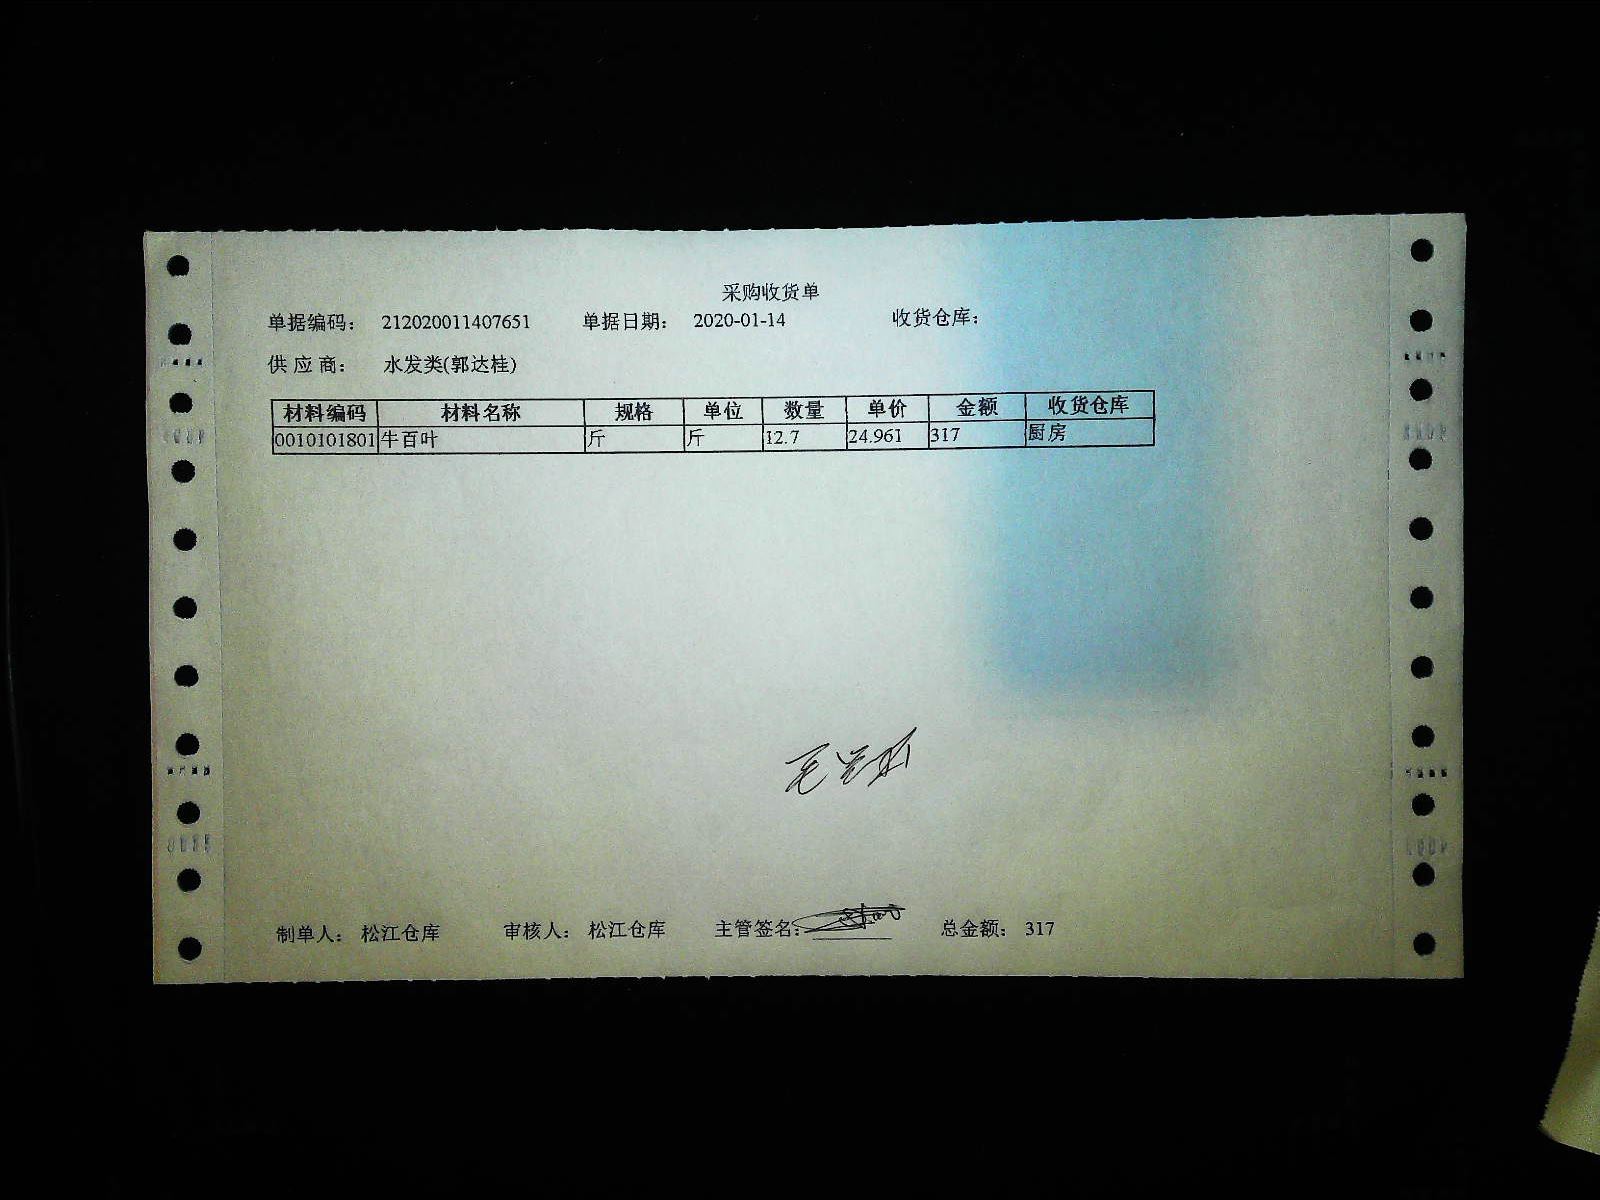 采购收货单
单据编码: 212020011407651 单据日期: 2020-01-14 收货仓库:
供应商: 水发类(郭达桂)
材料编码 材料名称 规格 单位 数量 单价 金额 收货仓库
0010101801 牛百叶 斤 斤 12.7 24.961 317 厨房
制单人: 松江仓库 审核人: 松江仓库 主管签名: 总金额: 317